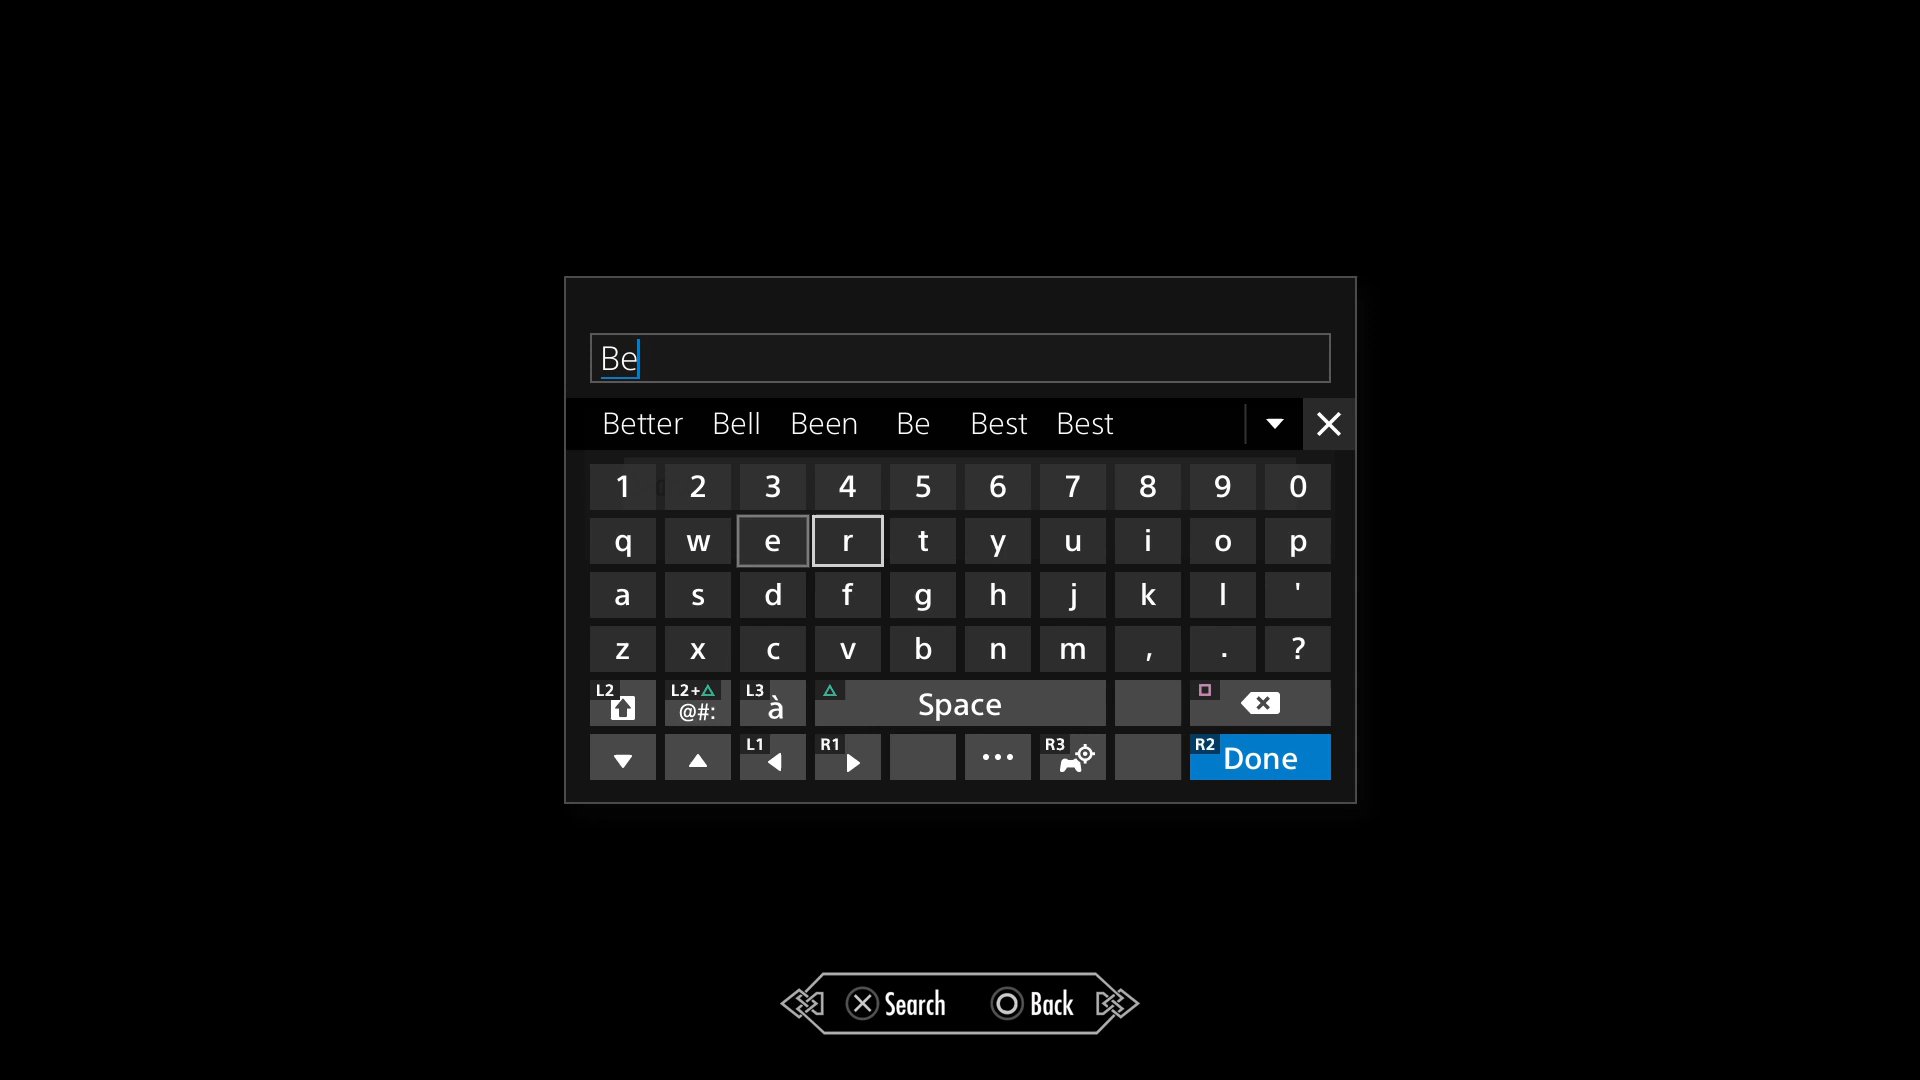 Be
Better Bell Been Be Best Best
1 2 3 4 5 6 7 8 9 0
q w e r t y u i o p
a s d f g h j k l '
z x c v b n m , . ?
L2 L2+△ @#: L3 à △ Space
L1 R1 ... R3 R2 Done
Search Back